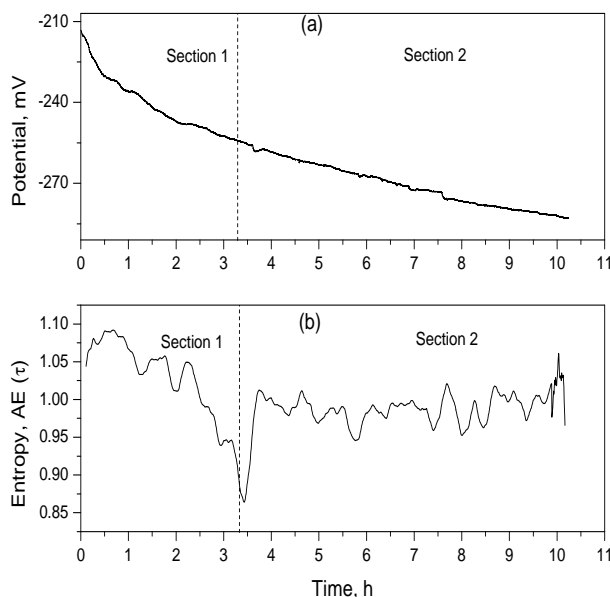 (a)
Section 1
Section 2
Potential, mV
-210
-240
-270
0 1 2 3 4 5 6 7 8 9 10 11
(b)
Section 1
Section 2
Entropy, AE (τ)
1.10
1.05
1.00
0.95
0.90
0.85
0 1 2 3 4 5 6 7 8 9 10 11
Time, h